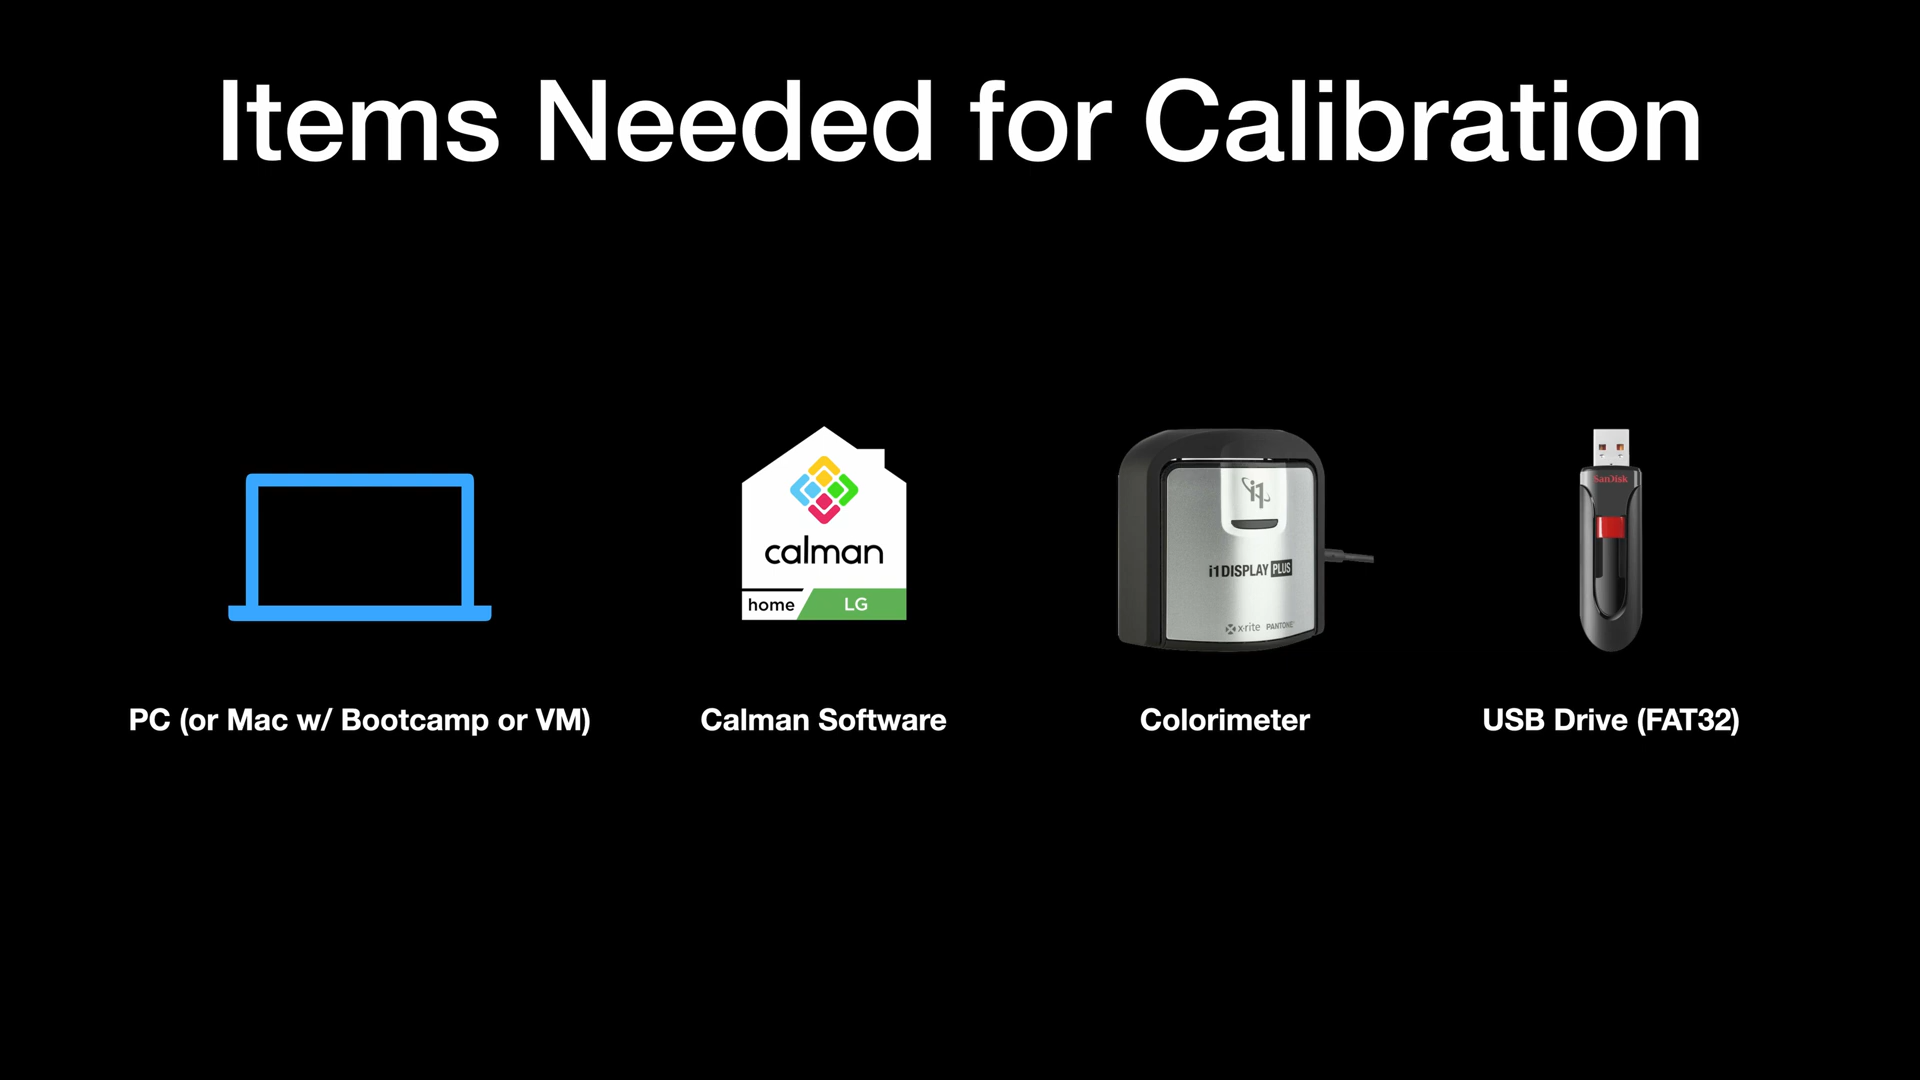 Items Needed for Calibration
calman
home LG
i1
i1DISPLAY PLUS
x-rite PANTONE
SanDisk
PC (or Mac w/ Bootcamp or VM)
Calman Software
Colorimeter
USB Drive (FAT32)